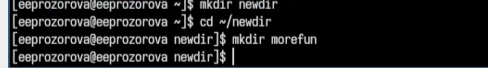 [eeprozorova@eeprozorova ~]$ mkdir newdir
[eeprozorova@eeprozorova ~]$ cd ~/newdir
[eeprozorova@eeprozorova newdir]$ mkdir morefun
[eeprozorova@eeprozorova newdir]$